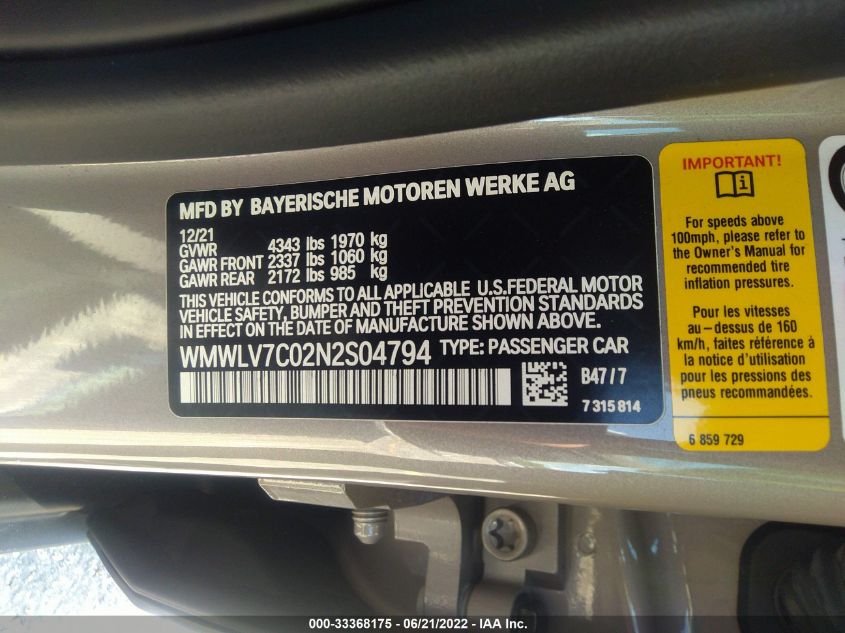 MFD BY BAYERISCHE MOTOREN WERKE AG
12/21
GVWR 4343 lbs 1970 kg
GAWR FRONT 2337 lbs 1060 kg
GAWR REAR 2172 lbs 985 kg
THIS VEHICLE CONFORMS TO ALL APPLICABLE U.S.FEDERAL MOTOR
VEHICLE SAFETY, BUMPER AND THEFT PREVENTION STANDARDS
IN EFFECT ON THE DATE OF MANUFACTURE SHOWN ABOVE.
WMWLV7C02N2S04794 TYPE: PASSENGER CAR
B47/7
7 315 814
IMPORTANT!
For speeds above
100mph, please refer to
the Owner's Manual for
recommended tire
inflation pressures.
Pour les vitesses
au-dessus de 160
km/h, faites référence à
la notice d'utilisation
pour les pressions des
pneus recommandées.
6 859 729
000-33368175 - 06/21/2022 - IAA Inc.